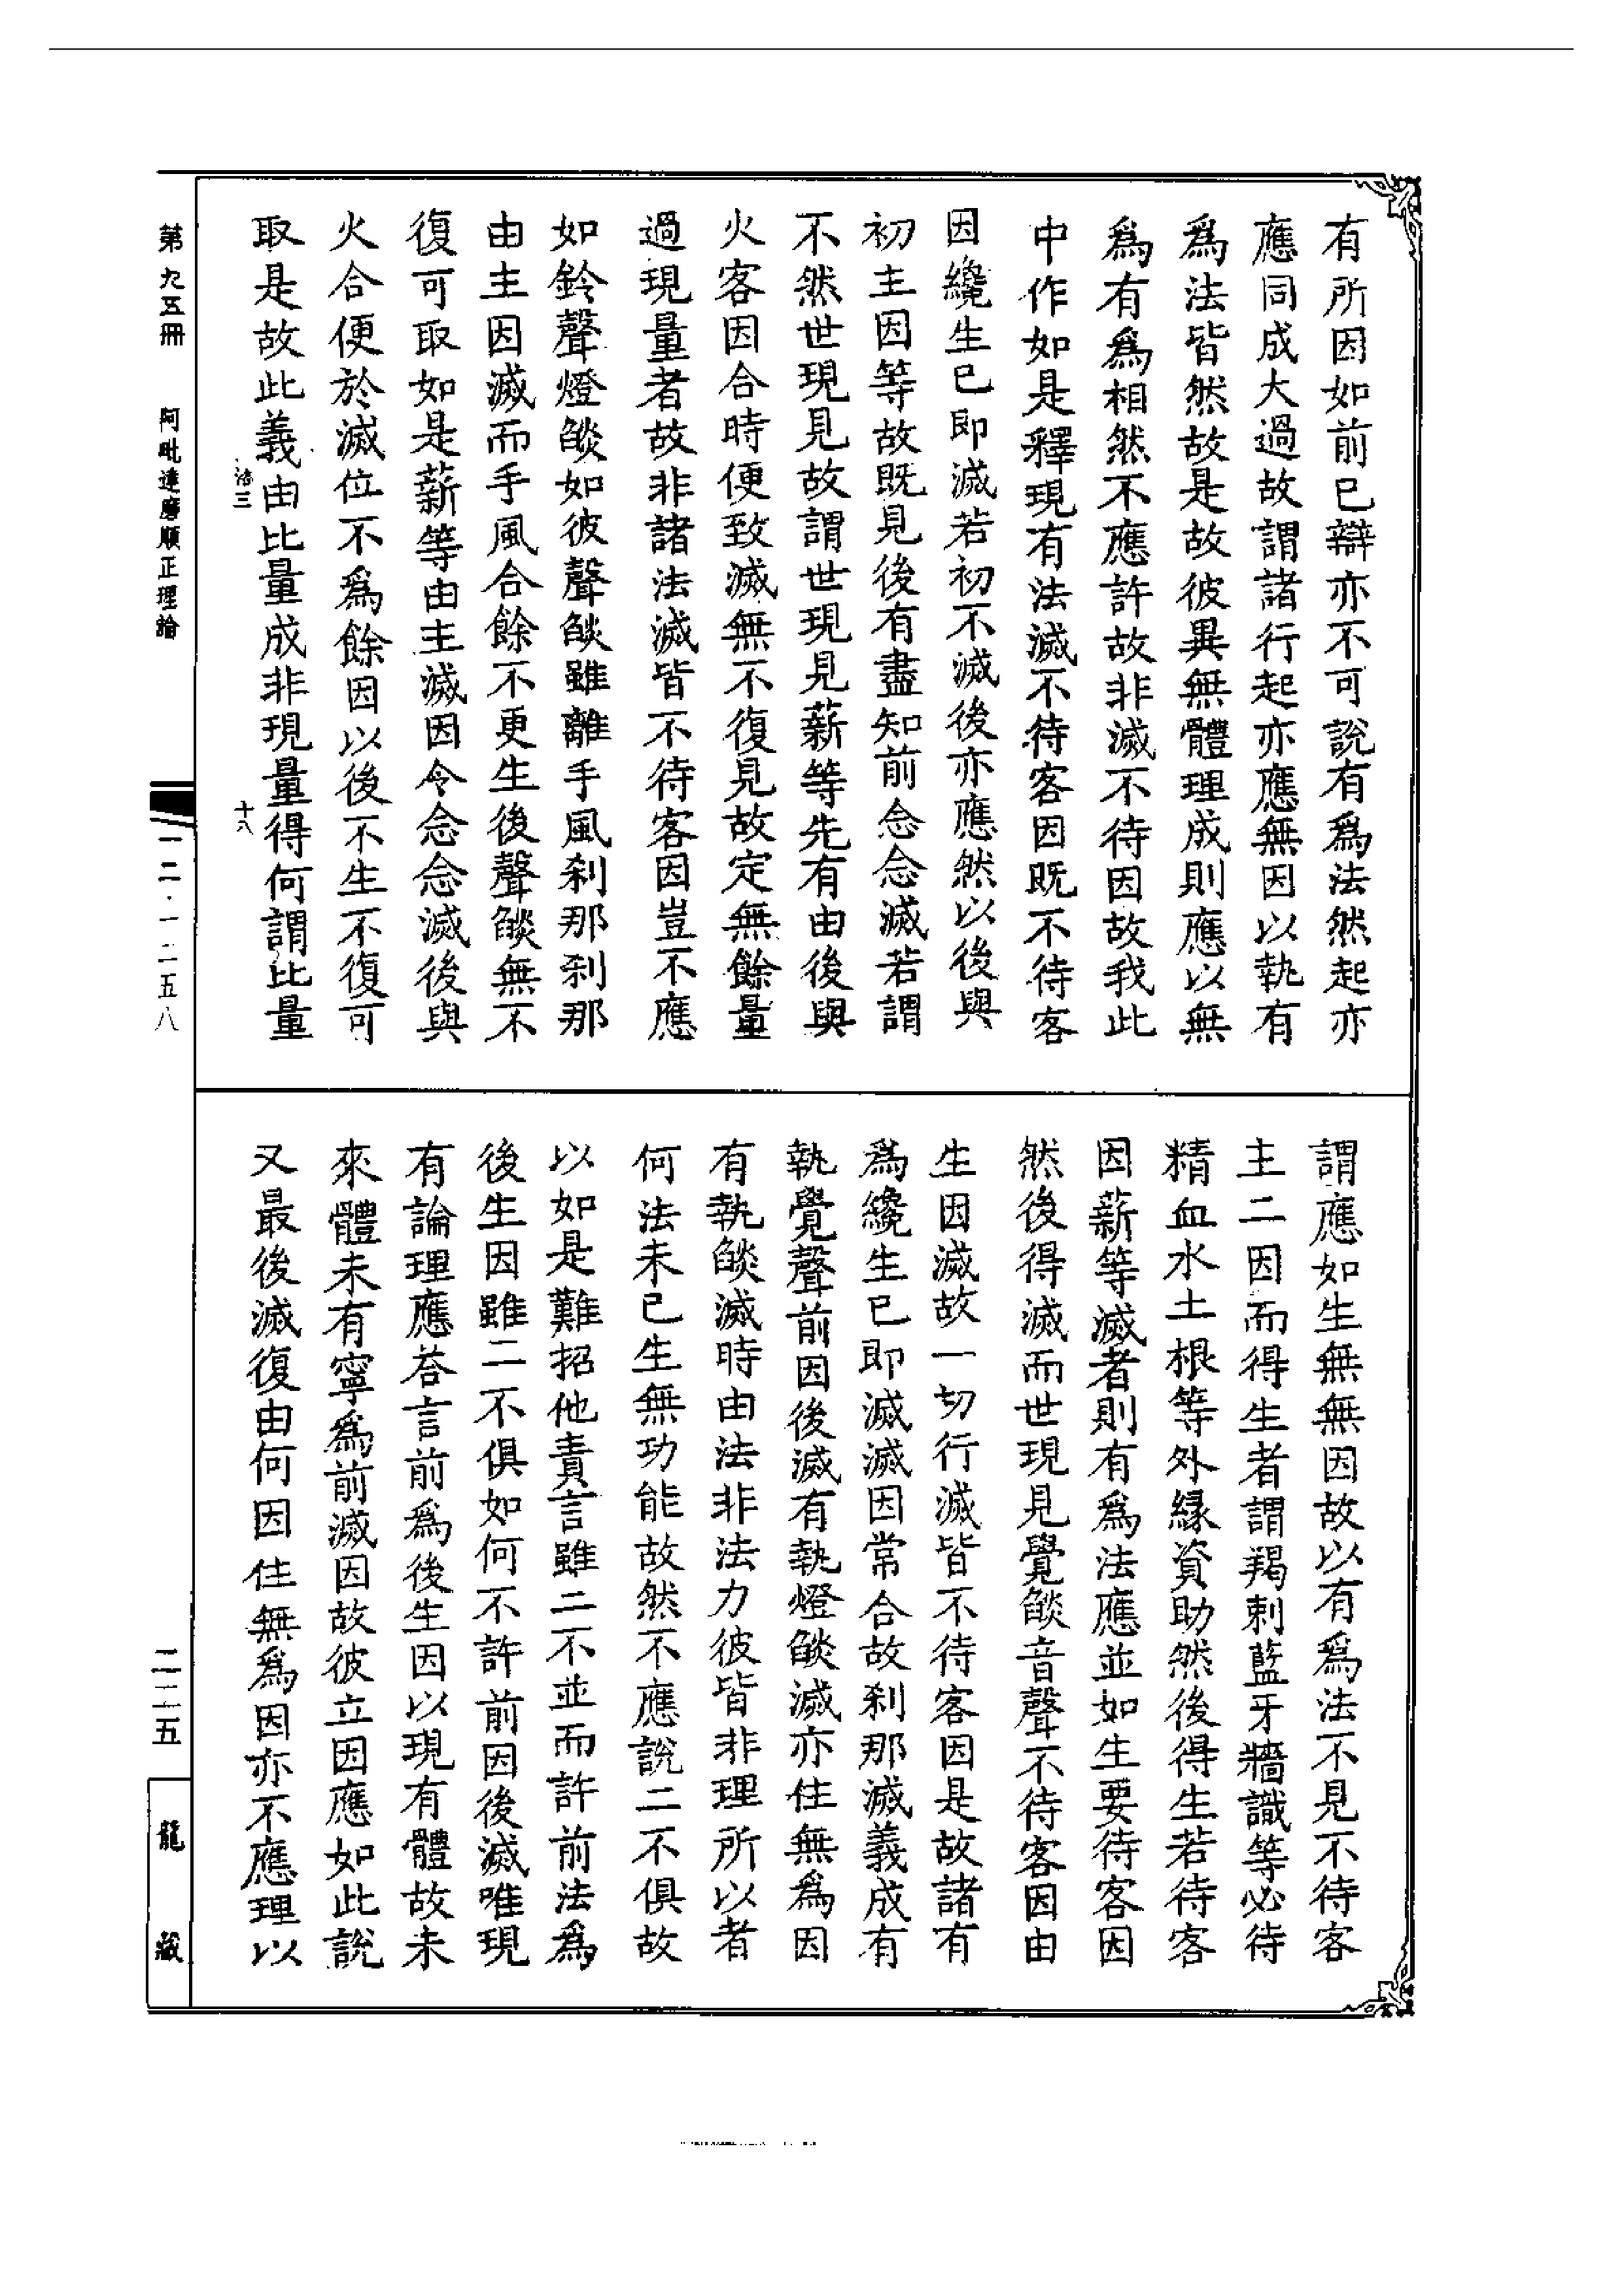 有所因如前已辯亦不可說有爲法然起亦
應同成大過故謂諸行起亦應無因以執有
爲法皆然故是故彼異無體理成則應以無
爲有爲相然不應許故非滅不待因故我此
中作如是釋現有法滅不待客因既不待客
因纔生已即滅若初不滅後亦應然以後與
初主因等故既見後有盡知前念念滅若謂
不然世現見故謂世現見薪等先有由後與
火客因合時便致滅無不復見故定無餘量
過現量者故非諸法滅皆不待客因豈不應
如鈴聲燈燄如彼聲燄雖離手風剎那剎那
由主因滅而手風合餘不更生後聲燄無不
復可取如是薪等由主滅因令念念滅後與
火合便於滅位不爲餘因以後不生不復可
取是故此義由比量成非現量得何謂比量
謂應如生無無因故以有爲法不見不待客
主二因而得生者謂羯剌藍牙牆識等必待
精血水土根等外緣資助然後得生若待客
因薪等滅者則有爲法應並如生要待客因
然後得滅而世現見覺燄音聲不待客因由
生因滅故一切行滅皆不待客因是故諸有
爲纔生已即滅滅因常合故剎那滅義成有
執覺聲前因後滅有執燈燄滅亦住無爲因
有執燄滅時由法非法力彼皆非理所以者
何法未已生無功能故然不應說二不俱故
以如是難招他責言雖二不並而許前法爲
後生因雖二不俱如何不許前因後滅唯現
有論理應荅言前爲後生因以現有體故未
來體未有寧爲前滅因故彼立因應如此說
又最後滅復由何因住無爲因亦不應理以
第九五冊 阿毗達磨順正理論
洽三
十八
一二·一二五八
二二五
龍藏